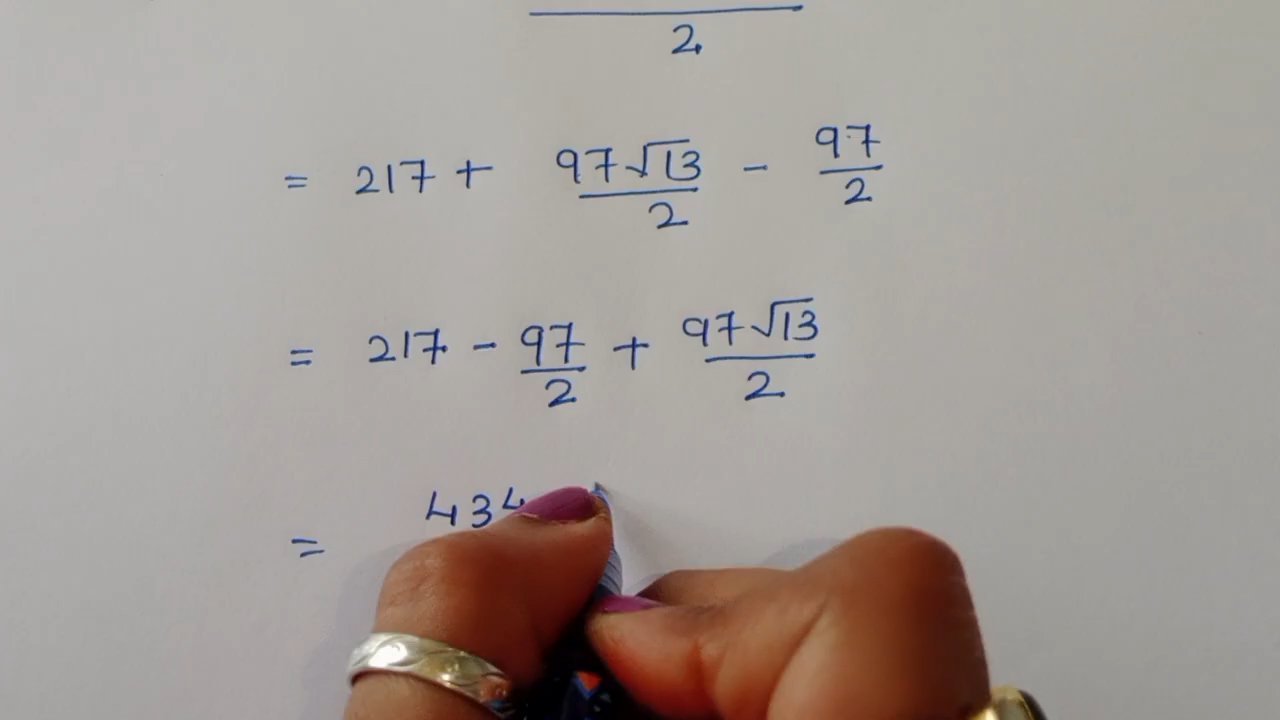 2
= 217 + 97√13/2 - 97/2
= 217 - 97/2 + 97√13/2
= 434